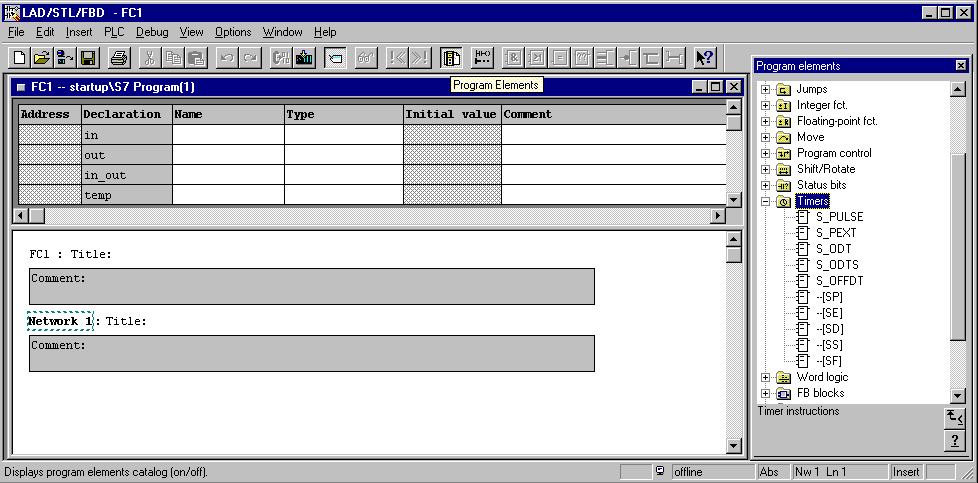 LAD/STL/FBD - FC1
File Edit Insert PLC Debug View Options Window Help
Program Elements
FC1 -- startup\S7 Program(1)
Address Declaration Name Type Initial value Comment
in
out
in_out
temp
FC1 : Title:
Comment:
Network 1: Title:
Comment:
Program elements
Jumps
Integer fct.
Floating-point fct.
Move
Program control
Shift/Rotate
Status bits
Timers
S_PULSE
S_PEXT
S_ODT
S_ODTS
S_OFFDT
--[SP]
--[SE]
--[SD]
--[SS]
--[SF]
Word logic
FB blocks
Timer instructions
Displays program elements catalog (on/off).
offline
Abs
Nw 1 Ln 1
Insert